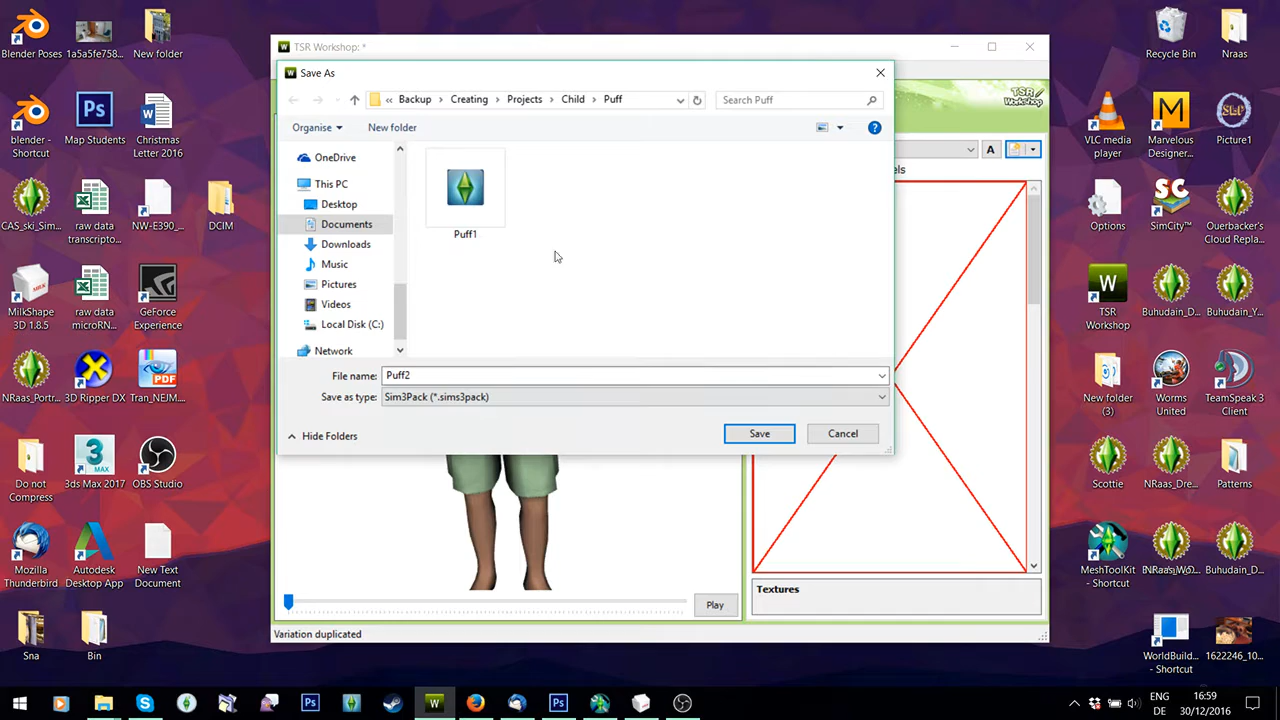 Blender Poses
1a5a5fe758...
New folder
blender -
Shortcut
Map Students
Christmas
Letter 2016
CAS_ski_Sim...
raw data
transcripto...
NW-E390_...
DCIM
MilkShape
3D 1.8.5
raw data
microRN...
GeForce
Experience
NRaas_Portr...
3D Ripper DX
Tran_NEJM...
Do not
Compress
3ds Max 2017
OBS Studio
Mozilla
Thunderbird
Autodesk
Desktop App
New Text
Document
Sna
Bin
TSR Workshop: *
Save As
Backup
Creating
Projects
Child
Puff
Search Puff
Organise
New folder
OneDrive
This PC
Desktop
Documents
Downloads
Music
Pictures
Videos
Local Disk (C:)
Network
Puff1
File name:
Puff2
Save as type:
Sim3Pack (*.sims3pack)
Hide Folders
Save
Cancel
TSR
Workshop
A
els
Textures
Play
Variation duplicated
Recycle Bin
Nraas
VLC media
player
Marvelous
Designer...
Picture1
Options
SimCity™
Ouerbacker's
Cloud Repla...
TSR
Workshop
Buhudain_...
Buhudain_Y...
New folder
(3)
Worms
United
TeamSpeak 3
Client
Scottie
NRaas_Dre...
Patterns
MeshToolKit
- Shortcut
Buhudain_D...
WorldBuild...
- Shortcut
1622246_10...
ENG
DE
16:59
30/12/2016